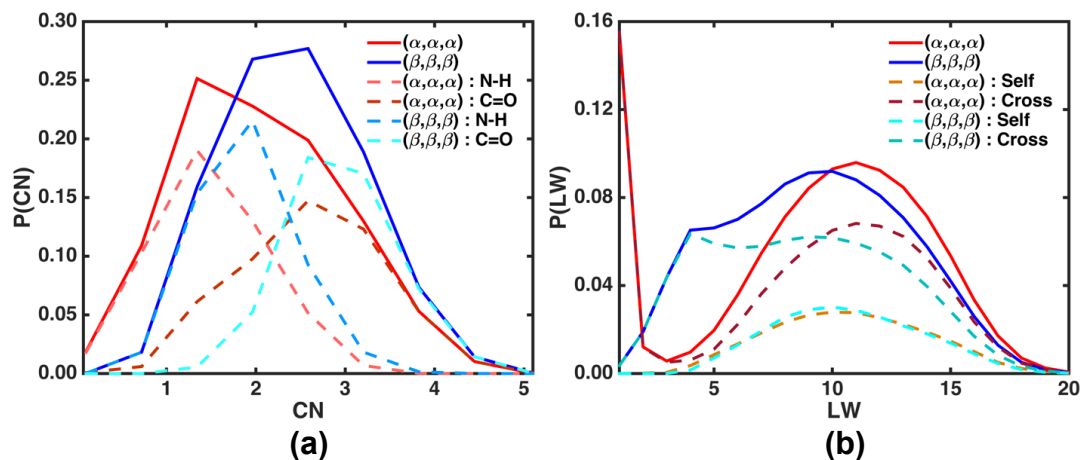 0.30
0.25
0.20
0.15
0.10
0.05
0.00
P(CN)
1 2 3 4 5
CN
(α,α,α)
(β,β,β)
(α,α,α) : N-H
(α,α,α) : C=O
(β,β,β) : N-H
(β,β,β) : C=O
(a)
0.16
0.12
0.08
0.04
0.00
P(LW)
5 10 15 20
LW
(α,α,α)
(β,β,β)
(α,α,α) : Self
(α,α,α) : Cross
(β,β,β) : Self
(β,β,β) : Cross
(b)